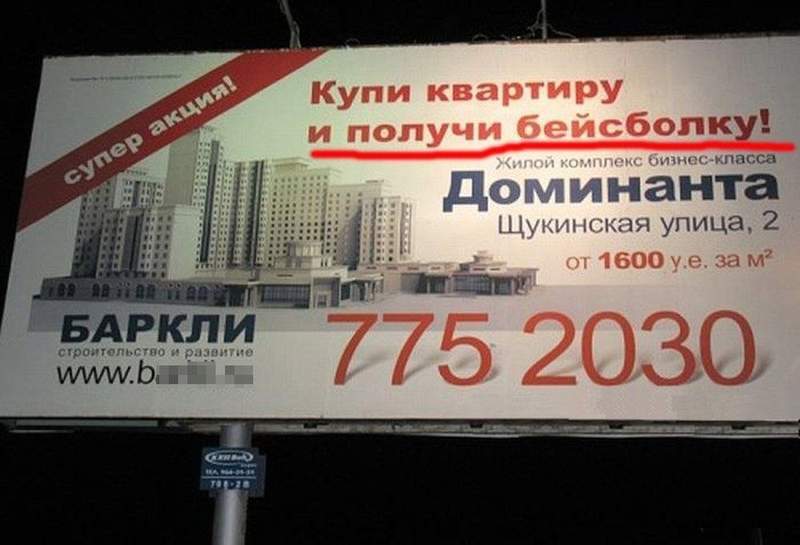 супер акция!
Купи квартиру
и получи бейсболку!
Жилой комплекс бизнес-класса
Доминанта
Щукинская улица, 2
от 1600 у.е. за м²
БАРКЛИ
строительство и развитие
www.b
775 2030